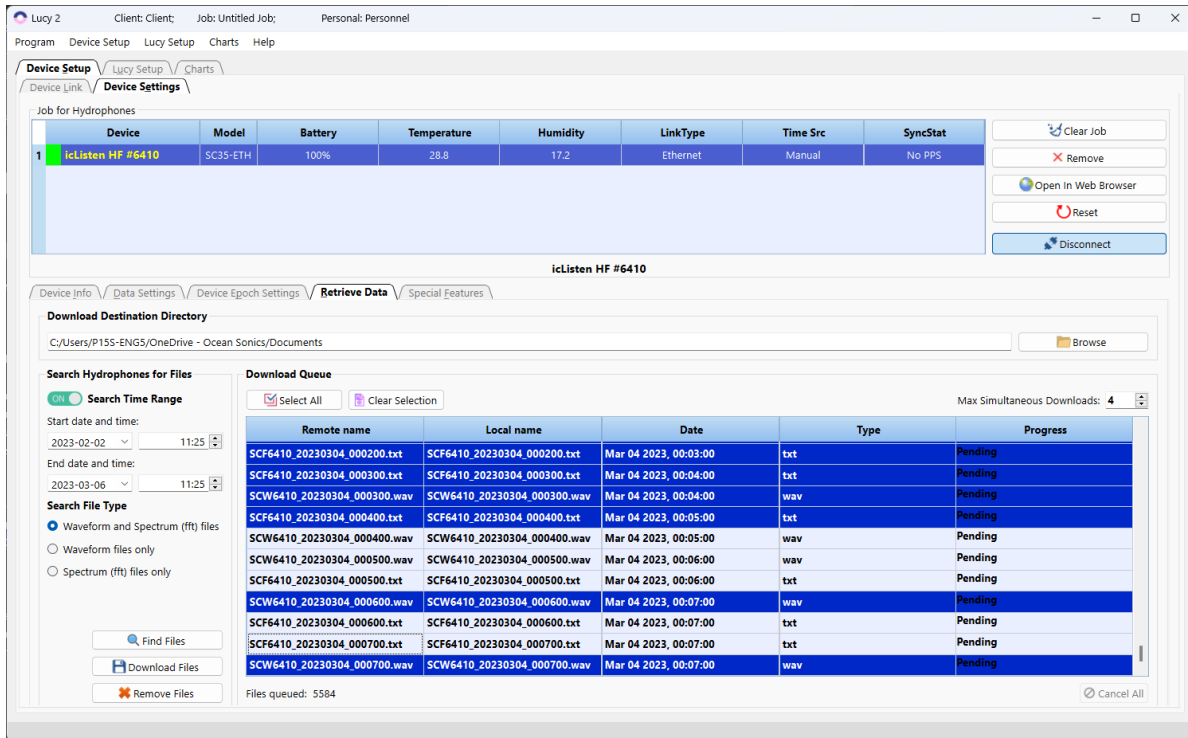 Lucy 2 Client: Client; Job: Untitled Job; Personal: Personnel
Program Device Setup Lucy Setup Charts Help
Device Setup Lucy Setup Charts
Device Link Device Settings
Job for Hydrophones
Device Model Battery Temperature Humidity LinkType Time Src SyncStat
1 icListen HF #6410 SC35-ETH 100% 28.8 17.2 Ethernet Manual No PPS
Clear Job
Remove
Open In Web Browser
Reset
Disconnect
icListen HF #6410
Device Info Data Settings Device Epoch Settings Retrieve Data Special Features
Download Destination Directory
C:/Users/P15S-ENG5/OneDrive - Ocean Sonics/Documents Browse
Search Hydrophones for Files
ON Search Time Range
Start date and time:
2023-02-02 11:25
End date and time:
2023-03-06 11:25
Search File Type
Waveform and Spectrum (fft) files
Waveform files only
Spectrum (fft) files only
Find Files
Download Files
Remove Files
Download Queue
Select All Clear Selection Max Simultaneous Downloads: 4
Remote name Local name Date Type Progress
SCF6410_20230304_000200.txt SCF6410_20230304_000200.txt Mar 04 2023, 00:03:00 txt Pending
SCF6410_20230304_000300.txt SCF6410_20230304_000300.txt Mar 04 2023, 00:04:00 txt Pending
SCW6410_20230304_000300.wav SCW6410_20230304_000300.wav Mar 04 2023, 00:04:00 wav Pending
SCF6410_20230304_000400.txt SCF6410_20230304_000400.txt Mar 04 2023, 00:05:00 txt Pending
SCW6410_20230304_000400.wav SCW6410_20230304_000400.wav Mar 04 2023, 00:05:00 wav Pending
SCW6410_20230304_000500.wav SCW6410_20230304_000500.wav Mar 04 2023, 00:06:00 wav Pending
SCF6410_20230304_000500.txt SCF6410_20230304_000500.txt Mar 04 2023, 00:06:00 txt Pending
SCW6410_20230304_000600.wav SCW6410_20230304_000600.wav Mar 04 2023, 00:07:00 wav Pending
SCF6410_20230304_000600.txt SCF6410_20230304_000600.txt Mar 04 2023, 00:07:00 txt Pending
SCF6410_20230304_000700.txt SCF6410_20230304_000700.txt Mar 04 2023, 00:07:00 txt Pending
SCW6410_20230304_000700.wav SCW6410_20230304_000700.wav Mar 04 2023, 00:07:00 wav Pending
Files queued: 5584 Cancel All